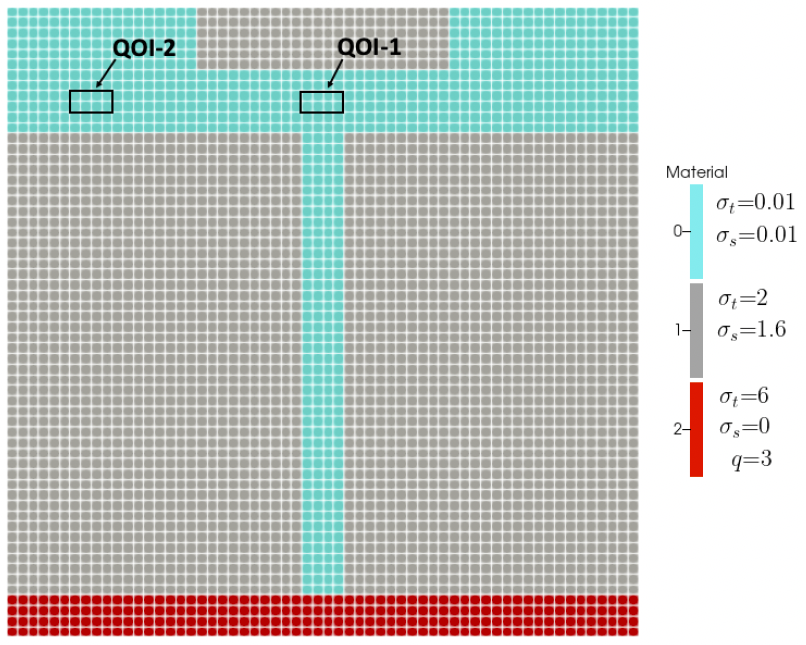 QOI-2
QOI-1
Material
0
σₜ=0.01
σₛ=0.01
1
σₜ=2
σₛ=1.6
2
σₜ=6
σₛ=0
q=3